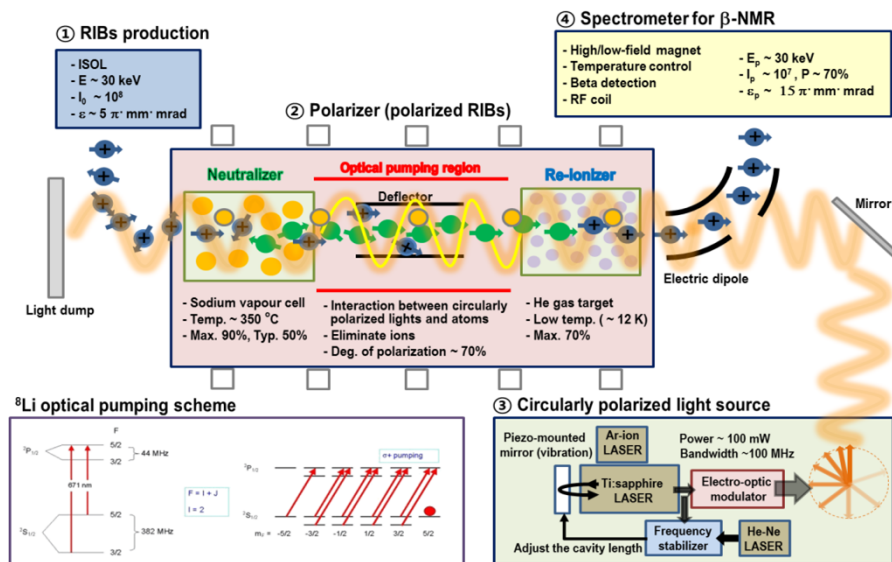 ① RIBs production
- ISOL
- E ~ 30 keV
- I₀ ~ 10⁸
- ε ~ 5 π· mm· mrad
④ Spectrometer for β-NMR
- High/low-field magnet
- Temperature control
- Beta detection
- RF coil
- Eₚ ~ 30 keV
- Iₚ ~ 10⁷ , P ~ 70%
- εₚ ~ 15 π· mm· mrad
② Polarizer (polarized RIBs)
Neutralizer
Optical pumping region
Re-ionizer
Deflector
Mirror
Light dump
Electric dipole
- Sodium vapour cell
- Temp. ~ 350 °C
- Max. 90%, Typ. 50%
- Interaction between circularly
polarized lights and atoms
- Eliminate ions
- Deg. of polarization ~ 70%
- He gas target
- Low temp. ( ~ 12 K)
- Max. 70%
⁸Li optical pumping scheme
F
5/2
²P₁/₂
44 MHz
3/2
671 nm
5/2
²S₁/₂
382 MHz
3/2
F = I + J
I = 2
σ+ pumping
²P₁/₂
²S₁/₂
mF = -5/2 -3/2 -1/2 1/2 3/2 5/2
③ Circularly polarized light source
Piezo-mounted
mirror (vibration)
Ar-ion
LASER
Power ~ 100 mW
Bandwidth ~100 MHz
Ti:sapphire
LASER
Electro-optic
modulator
Adjust the cavity length
Frequency
stabilizer
He-Ne
LASER